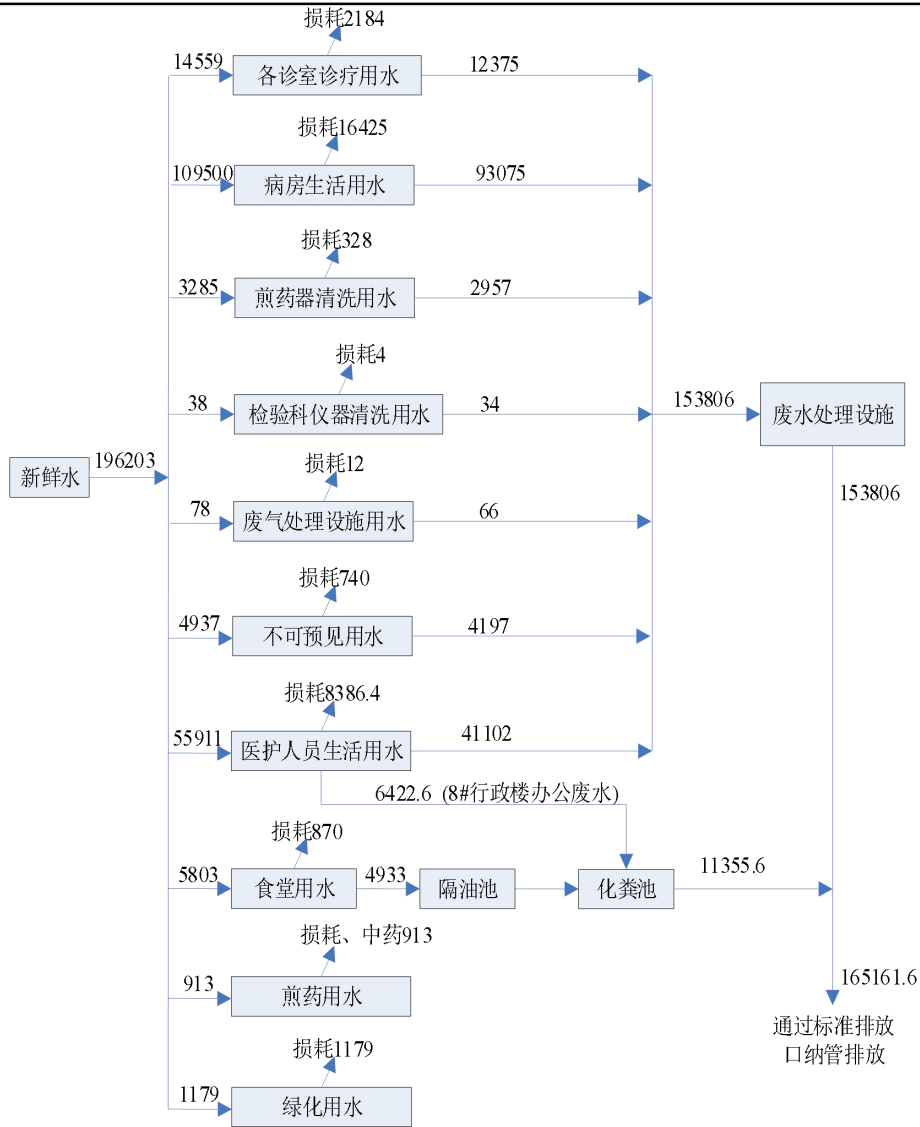 损耗2184
14559
各诊室诊疗用水
12375
损耗16425
109500
病房生活用水
93075
损耗328
3285
煎药器清洗用水
2957
损耗4
38
检验科仪器清洗用水
34
153806
废水处理设施
新鲜水
196203
损耗12
78
废气处理设施用水
66
153806
损耗740
4937
不可预见用水
4197
损耗8386.4
55911
医护人员生活用水
41102
6422.6 (8#行政楼办公废水)
损耗870
5803
食堂用水
4933
隔油池
化粪池
11355.6
损耗、中药913
913
煎药用水
165161.6
通过标准排放
口纳管排放
损耗1179
1179
绿化用水